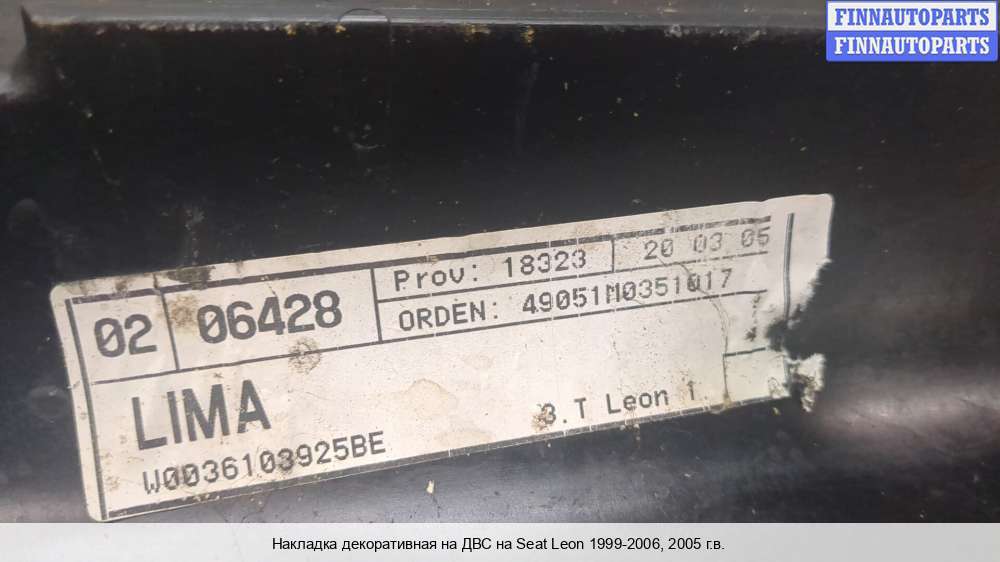 FINNAUTOPARTS
FINNAUTOPARTS
02 06428 Prov: 18323 20 03 05
ORDEN: 49051M0351017
LIMA
3.T Leon 1
W0036103925BE
Накладка декоративная на ДВС на Seat Leon 1999-2006, 2005 г.в.